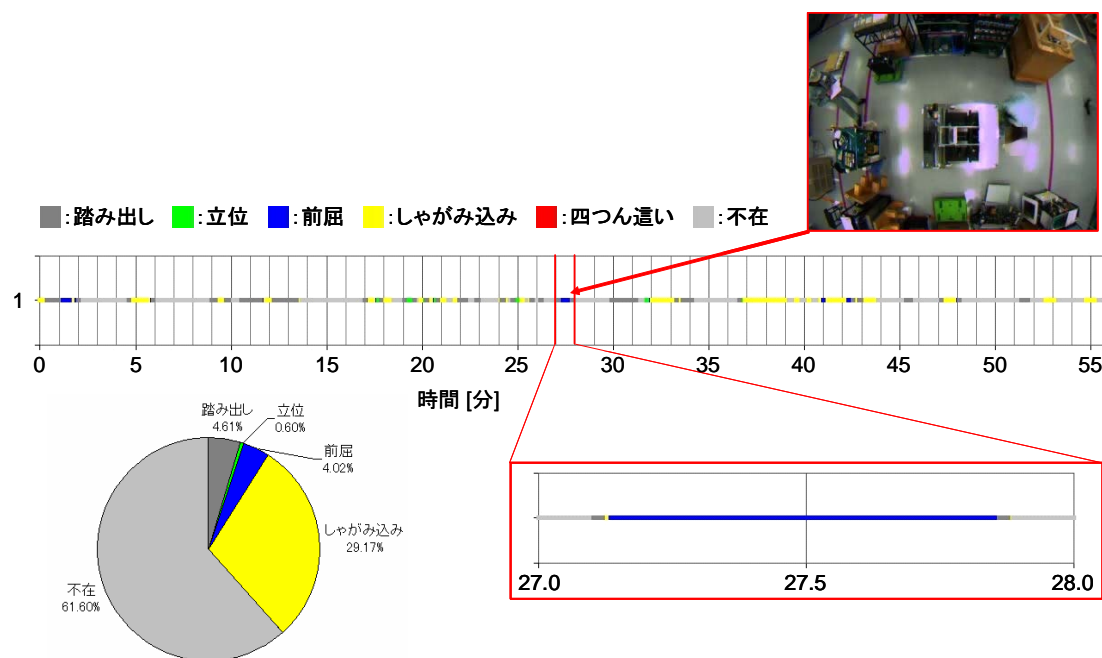 :踏み出し :立位 :前屈 :しゃがみ込み :四つん這い :不在
1
0 5 10 15 20 25 30 35 40 45 50 55
時間 [分]
踏み出し
4.61%
立位
0.60%
前屈
4.02%
しゃがみ込み
29.17%
不在
61.60%
27.0 27.5 28.0